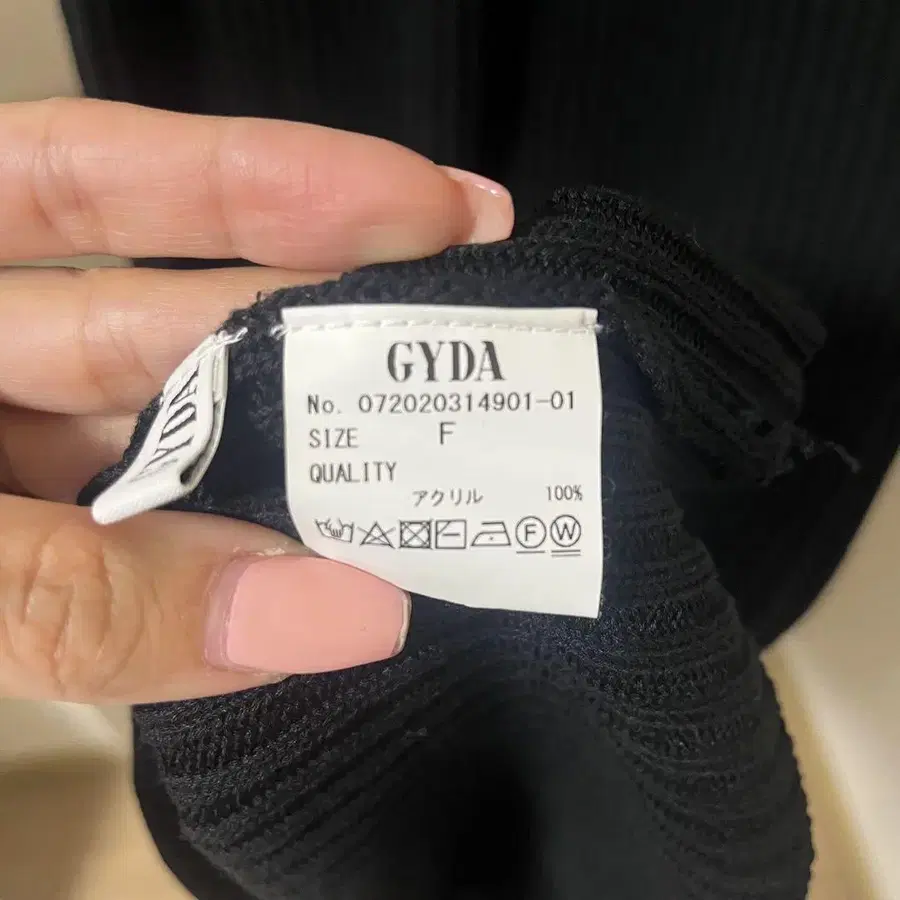 GYDA
No. 072020314901-01
SIZE F
QUALITY
アクリル 100%
F W